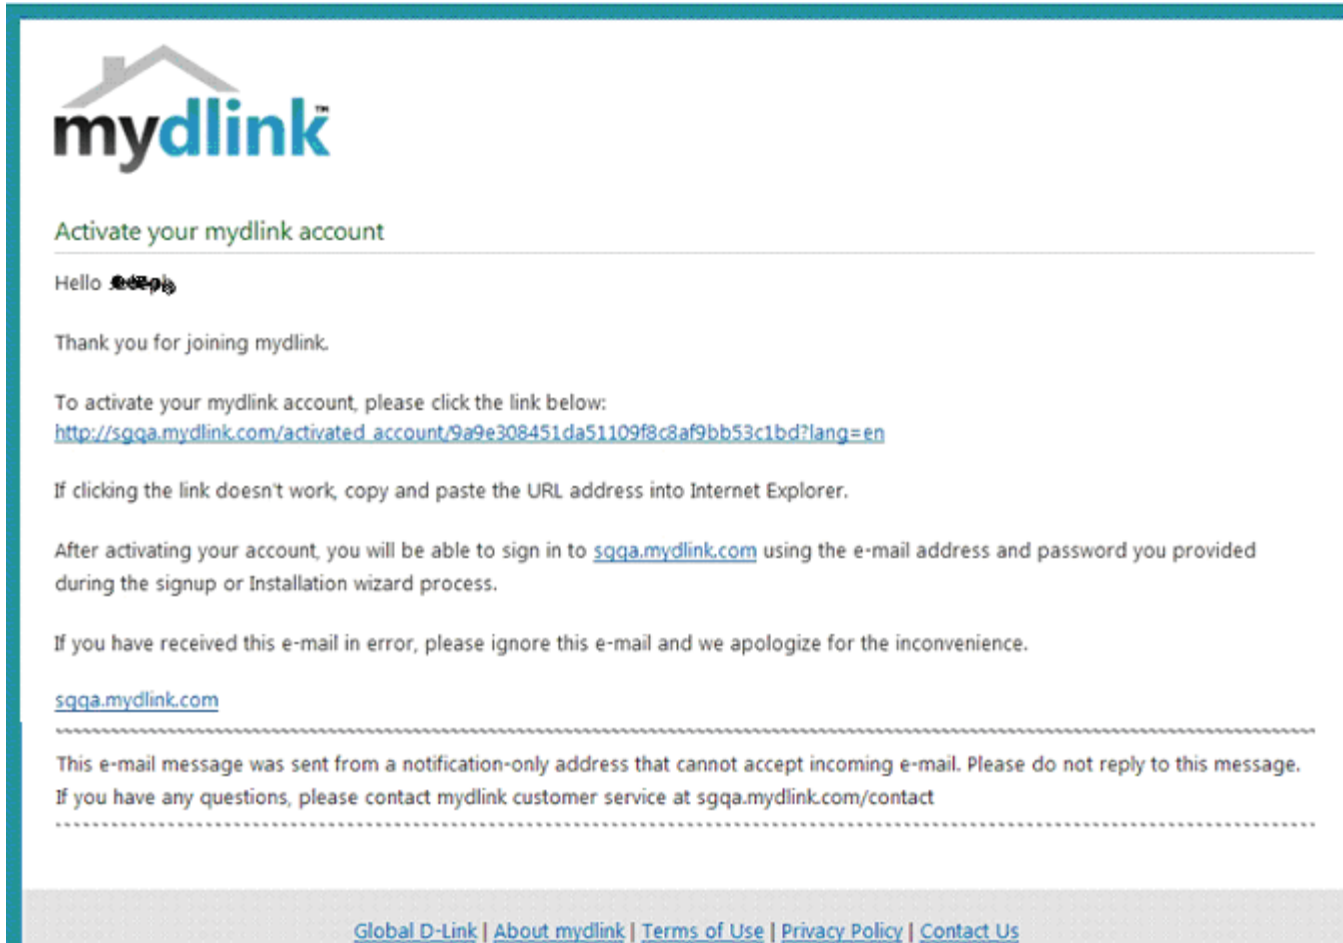 mydlink™
Activate your mydlink account
Hello
Thank you for joining mydlink.
To activate your mydlink account, please click the link below:
http://sgqa.mydlink.com/activated_account/9a9e308451da51109f8c8af9bb53c1bd?lang=en
If clicking the link doesn't work, copy and paste the URL address into Internet Explorer.
After activating your account, you will be able to sign in to sgqa.mydlink.com using the e-mail address and password you provided
during the signup or Installation wizard process.
If you have received this e-mail in error, please ignore this e-mail and we apologize for the inconvenience.
sgqa.mydlink.com
This e-mail message was sent from a notification-only address that cannot accept incoming e-mail. Please do not reply to this message.
If you have any questions, please contact mydlink customer service at sgqa.mydlink.com/contact
Global D-Link | About mydlink | Terms of Use | Privacy Policy | Contact Us